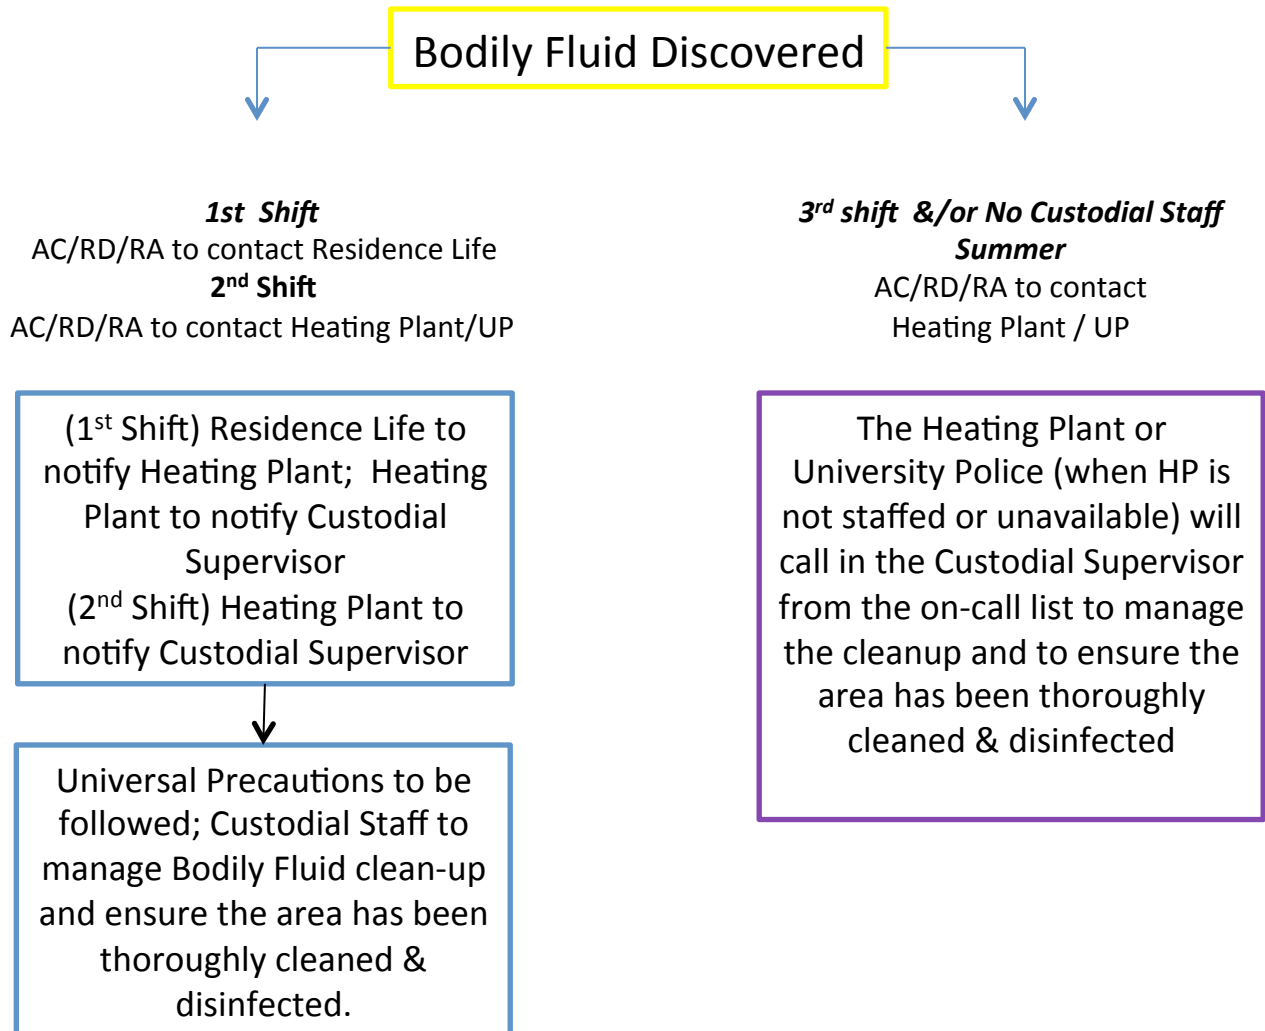 Bodily Fluid Discovered
1st Shift
AC/RD/RA to contact Residence Life
2nd Shift
AC/RD/RA to contact Heating Plant/UP
3rd shift &/or No Custodial Staff
Summer
AC/RD/RA to contact
Heating Plant / UP
(1st Shift) Residence Life to
notify Heating Plant; Heating
Plant to notify Custodial
Supervisor
(2nd Shift) Heating Plant to
notify Custodial Supervisor
The Heating Plant or
University Police (when HP is
not staffed or unavailable) will
call in the Custodial Supervisor
from the on-call list to manage
the cleanup and to ensure the
area has been thoroughly
cleaned & disinfected
Universal Precautions to be
followed; Custodial Staff to
manage Bodily Fluid clean-up
and ensure the area has been
thoroughly cleaned &
disinfected.